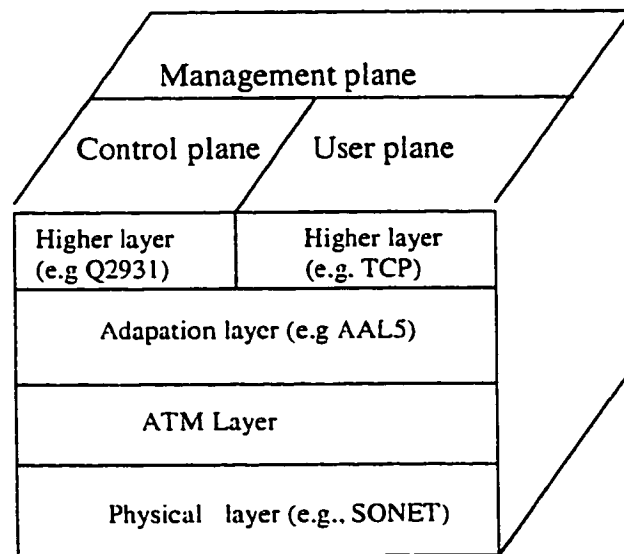 Management plane
Control plane
User plane
Higher layer
(e.g Q2931)
Higher layer
(e.g. TCP)
Adapation layer (e.g AAL5)
ATM Layer
Physical layer (e.g., SONET)